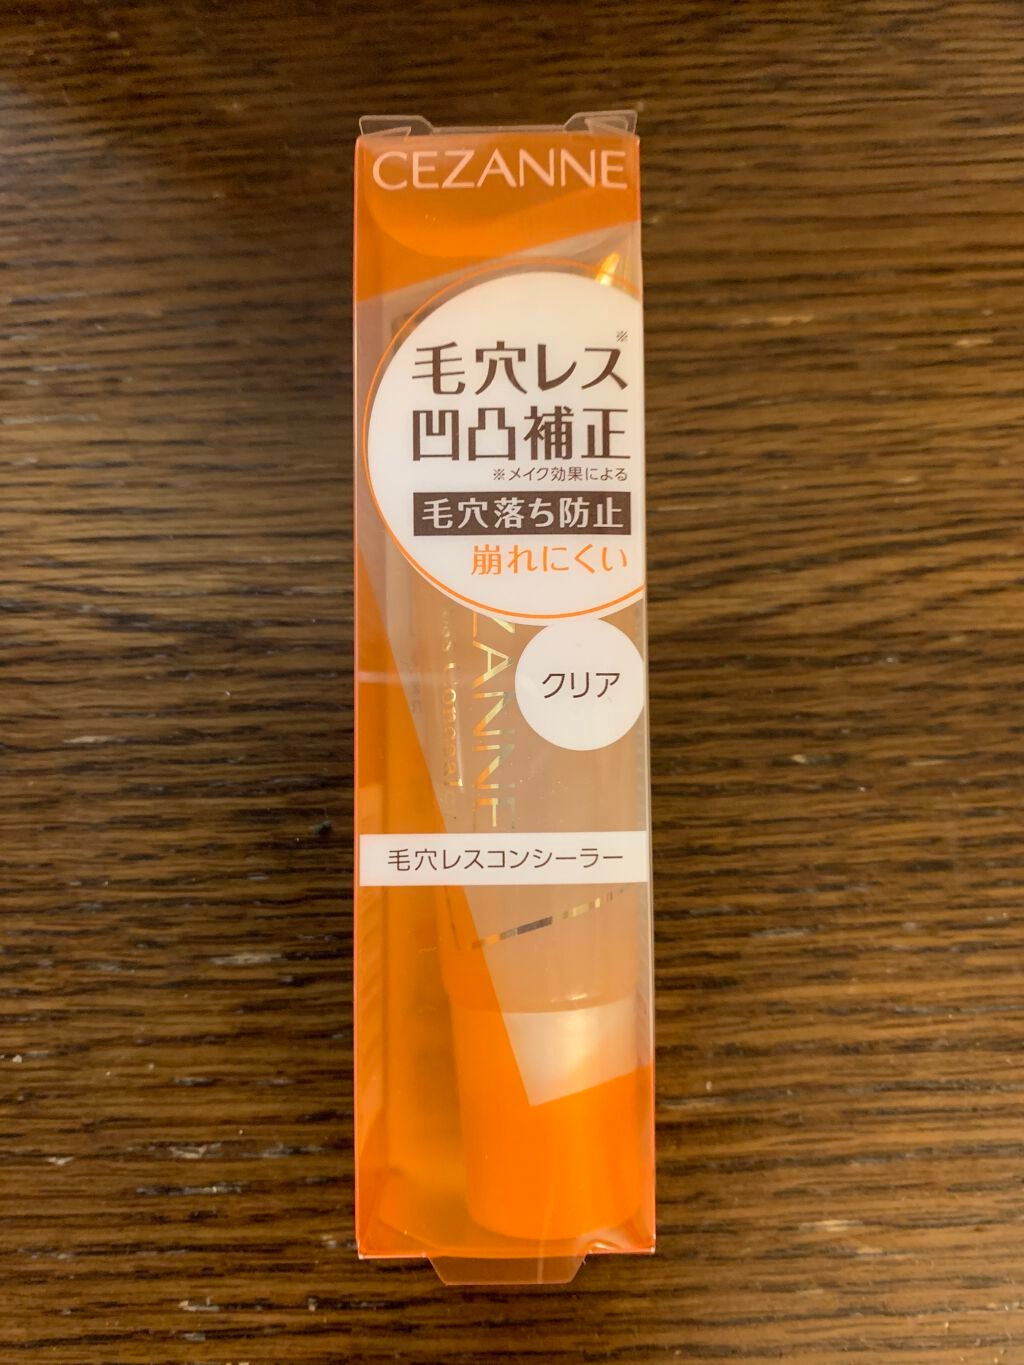 CEZANNE
毛穴レス※
凹凸補正
※メイク効果による
毛穴落ち防止
崩れにくい
クリア
毛穴レスコンシーラー